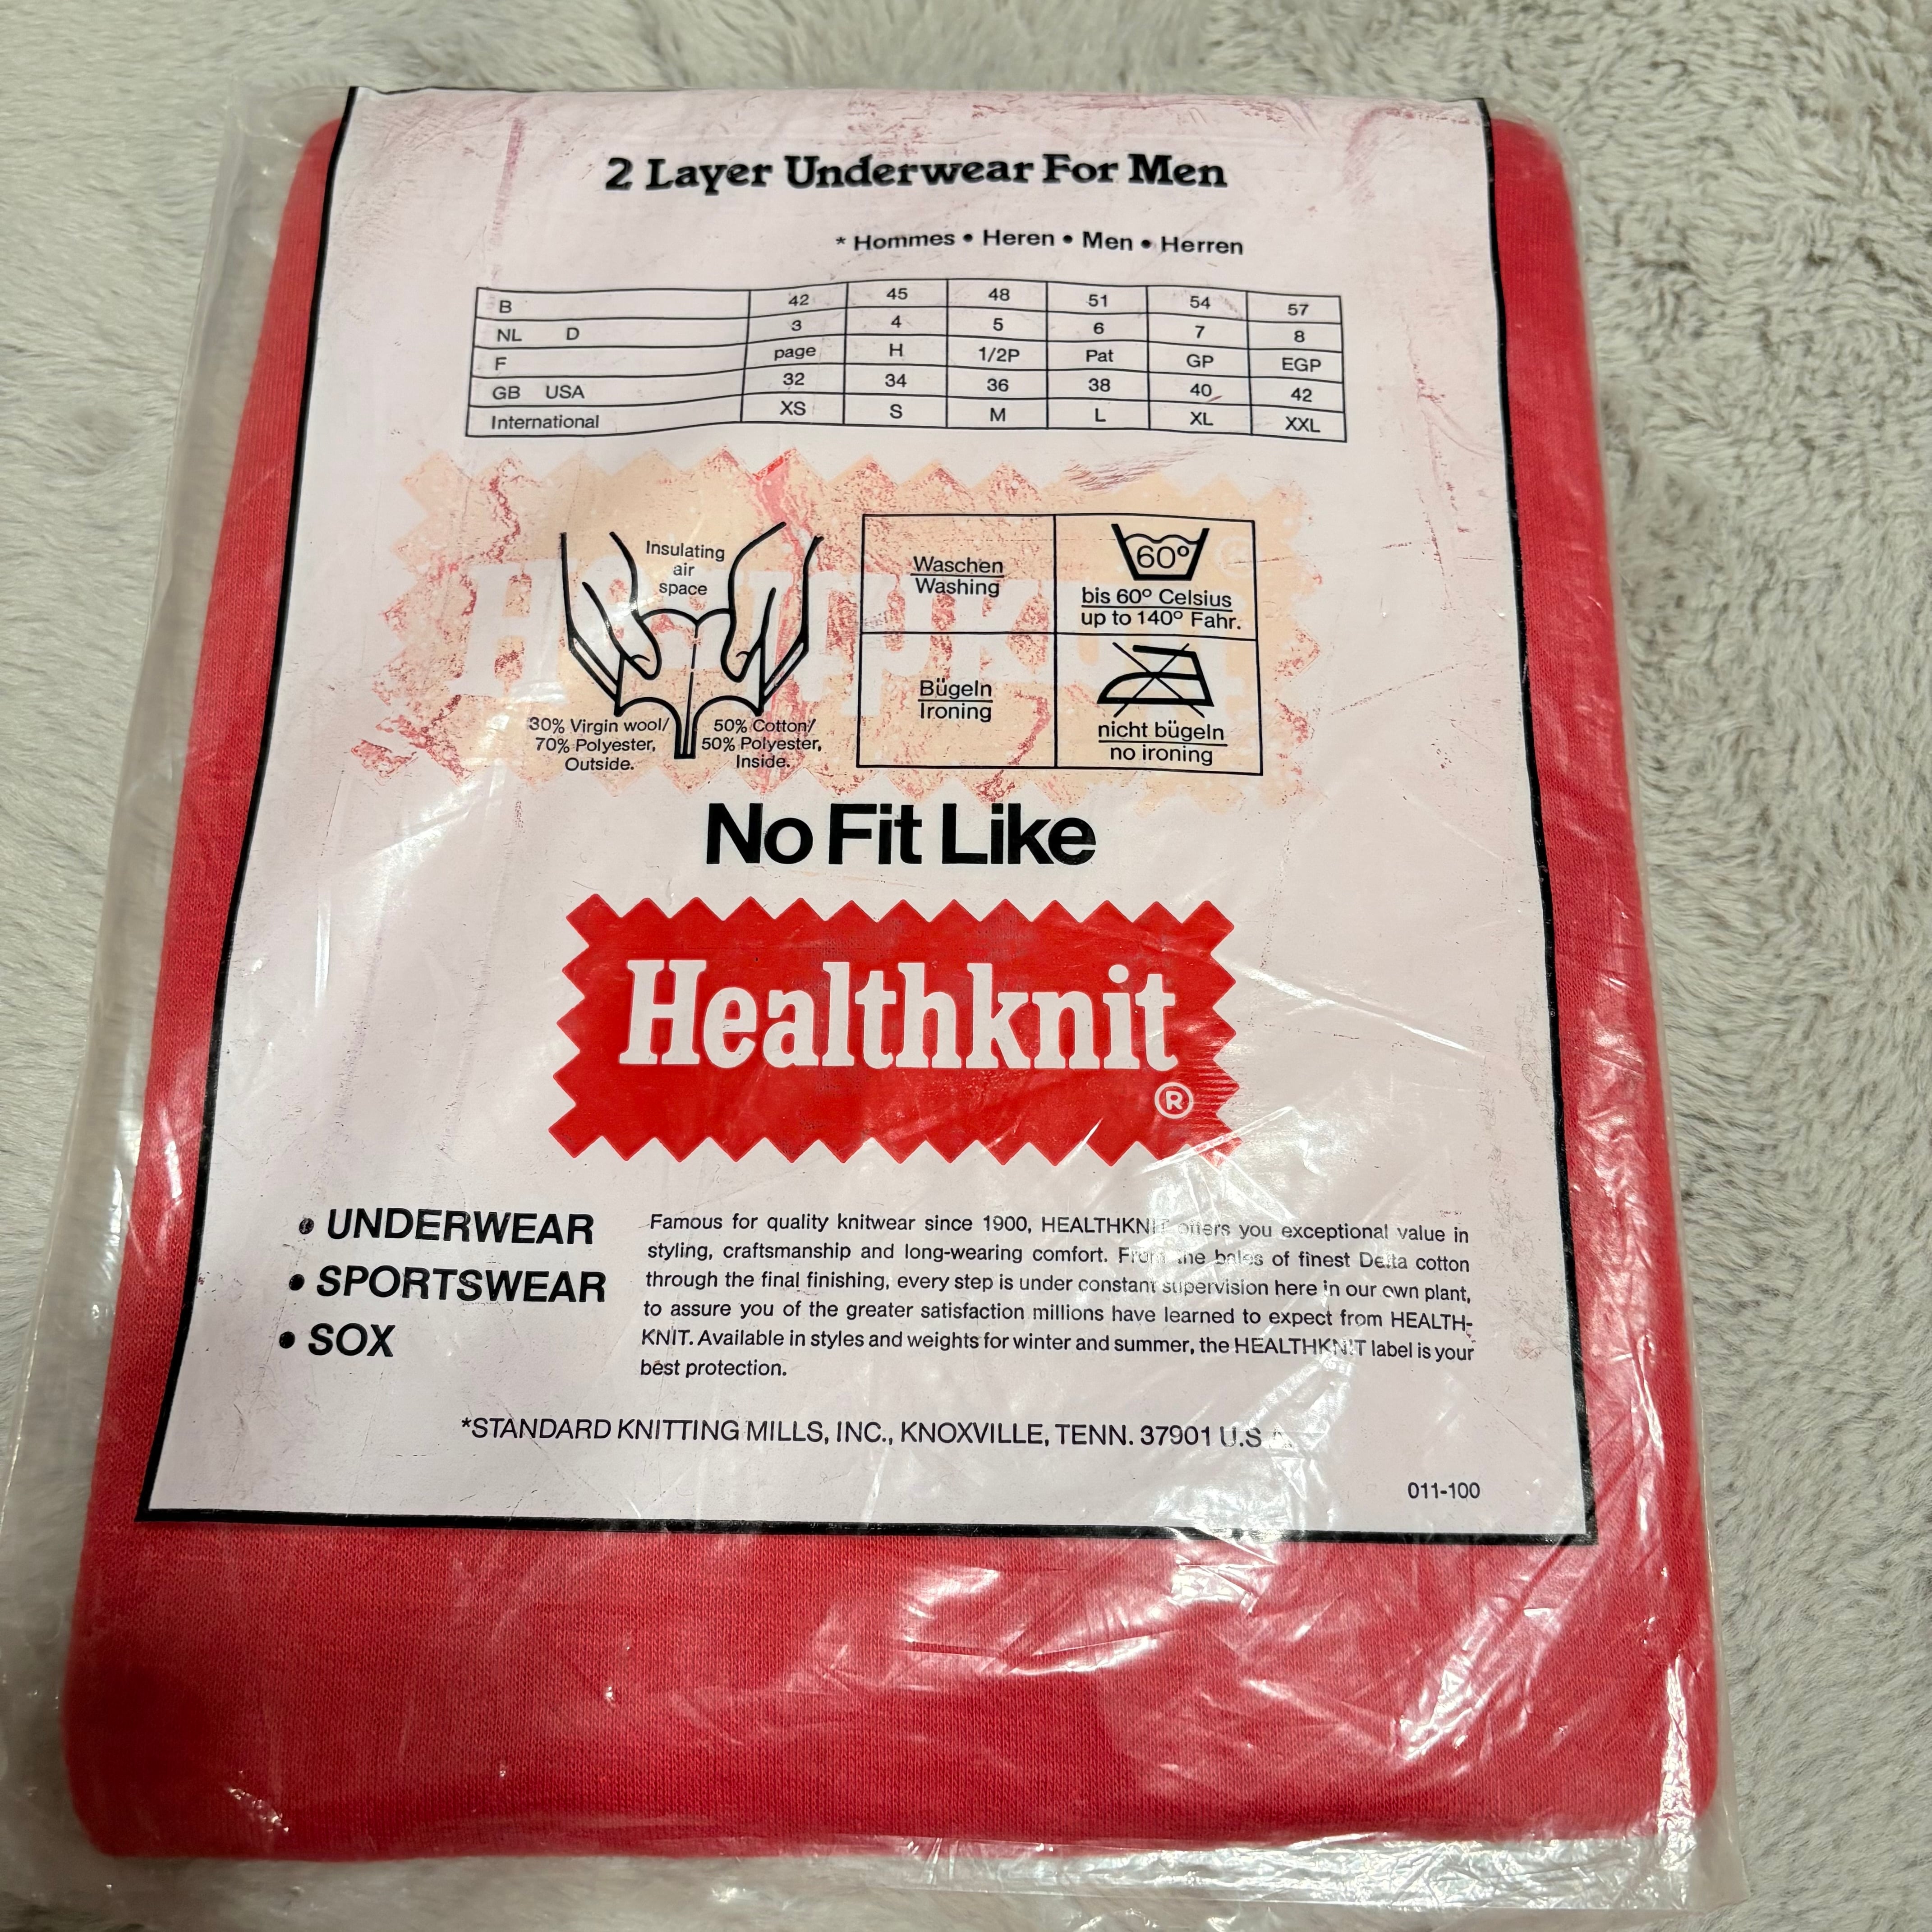 2 Layer Underwear For Men
* Hommes • Heren • Men • Herren
B 42 45 48 51 54 57
NL D 3 4 5 6 7 8
F page H 1/2P Pat GP EGP
GB USA 32 34 36 38 40 42
International XS S M L XL XXL
Insulating
air
space
30% Virgin wool/
70% Polyester,
Outside.
50% Cotton/
50% Polyester,
Inside.
Waschen
Washing
60°
bis 60° Celsius
up to 140° Fahr.
Bügeln
Ironing
nicht bügeln
no ironing
No Fit Like
Healthknit
®
• UNDERWEAR
• SPORTSWEAR
• SOX
Famous for quality knitwear since 1900, HEALTHKNIT offers you exceptional value in
styling, craftsmanship and long-wearing comfort. From the bales of finest Delta cotton
through the final finishing, every step is under constant supervision here in our own plant,
to assure you of the greater satisfaction millions have learned to expect from HEALTH-
KNIT. Available in styles and weights for winter and summer, the HEALTHKNIT label is your
best protection.
*STANDARD KNITTING MILLS, INC., KNOXVILLE, TENN. 37901 U.S.A.
011-100